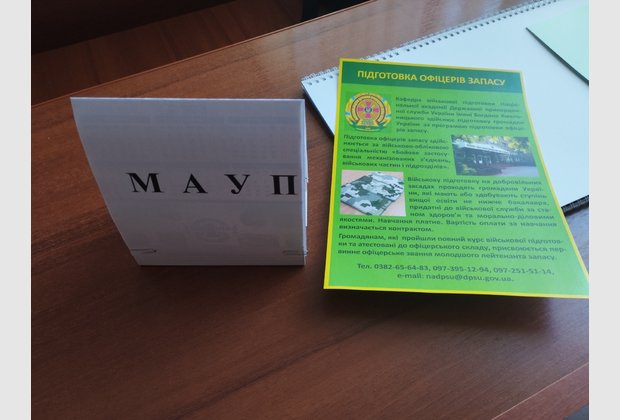 МАУП
ПІДГОТОВКА ОФІЦЕРІВ ЗАПАСУ
Кафедра військової підготовки Націо-
нальної академії Державної прикордонної
служби України імені Богдана Хмель-
ницького здійснює підготовку громадян
України за програмою підготовки офіце-
рів запасу.
Підготовка офіцерів запасу здійс-
нюється за військово-обліковою
спеціальністю «Бойове застосу-
вання механізованих з'єднань,
військових частин і підрозділів».
Військову підготовку на добровільних
засадах проходять громадяни Украї-
ни, які мають або здобувають ступінь
вищої освіти не нижче бакалавра,
придатні до військової служби за ста-
ном здоров'я та морально-діловими
якостями. Навчання платне. Вартість оплати за навчання
визначається контрактом.
Громадянам, які пройшли повний курс військової підготов-
ки та атестовані до офіцерського складу, присвоюється пер-
винне офіцерське звання молодшого лейтенанта запасу.
Тел. 0382-65-64-83, 097-395-12-94, 097-251-51-14,
e-mail: nadpsu@dpsu.gov.ua.